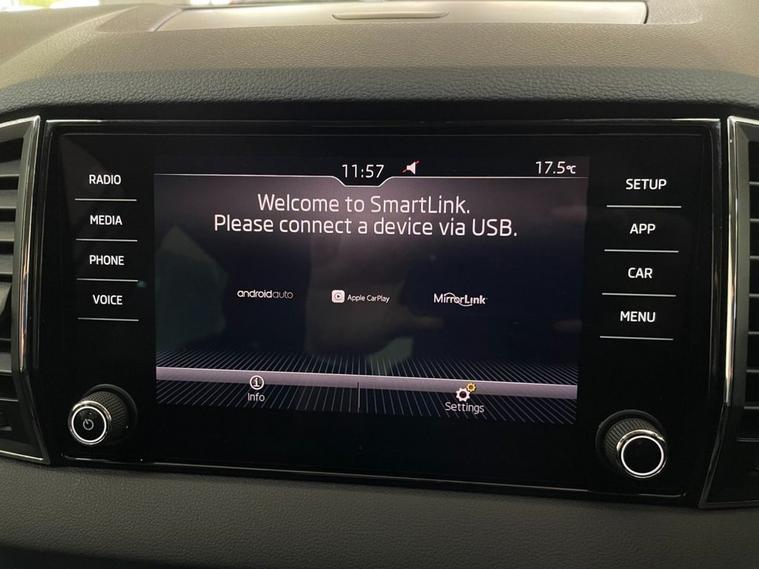 RADIO
MEDIA
PHONE
VOICE
11:57
17.5°C
Welcome to SmartLink.
Please connect a device via USB.
androidauto
Apple CarPlay
MirrorLink
Info
Settings
SETUP
APP
CAR
MENU